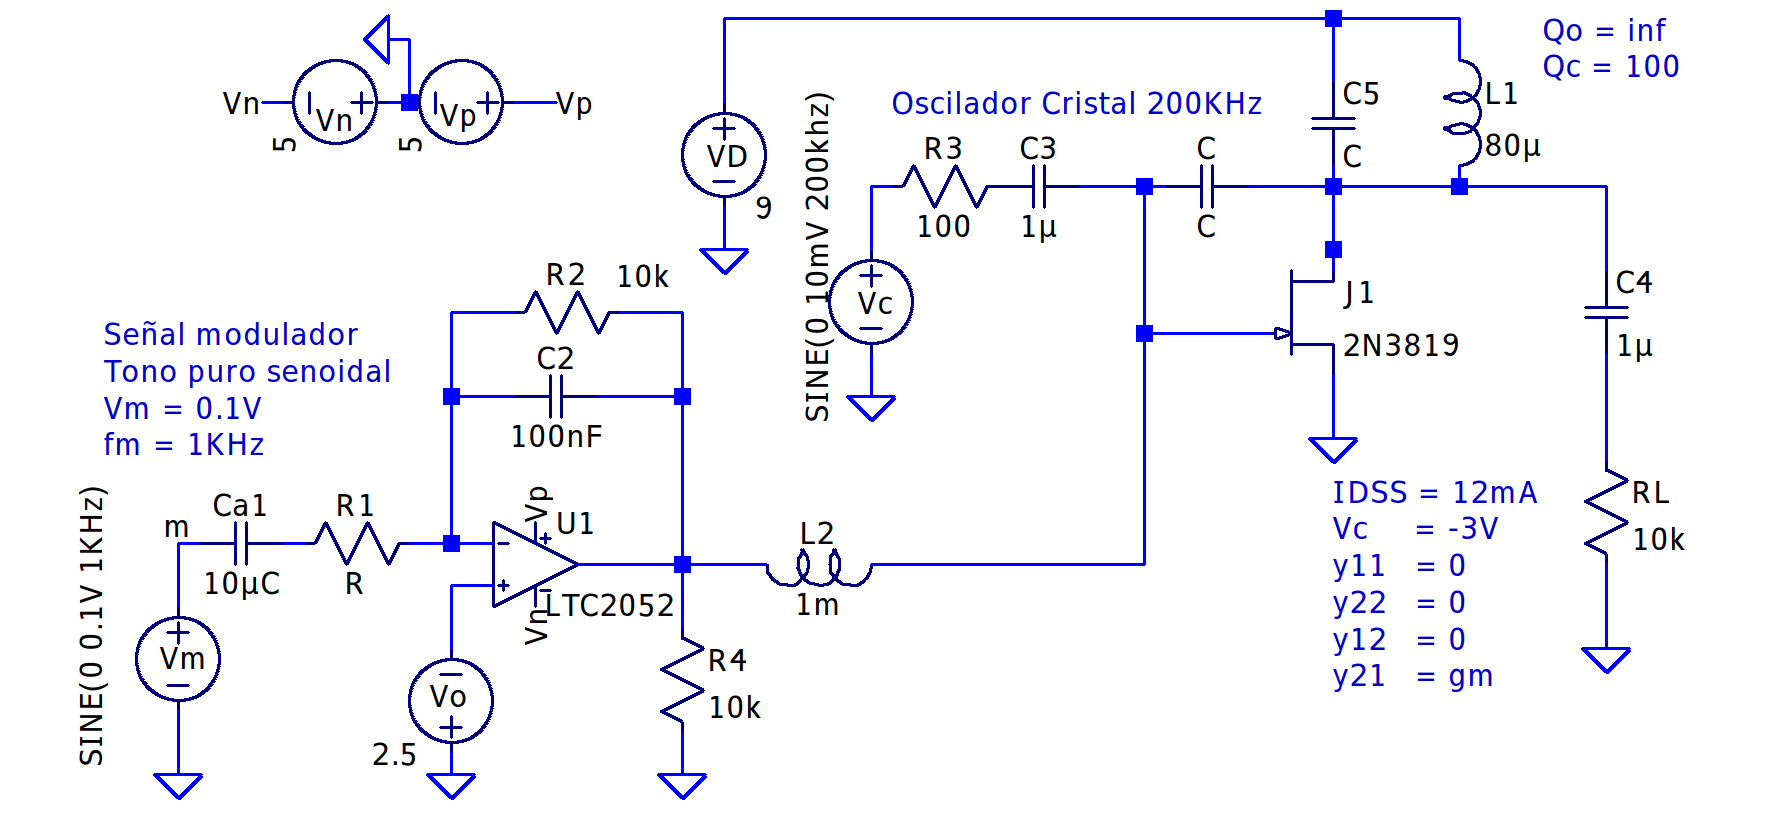 Qo = inf
Qc = 100
Vn
Vn
5
Vp
5
Vp
VD
9
Oscilador Cristal 200KHz
C5
C
L1
80µ
R3
100
C3
1µ
C
C
SINE(0 10mV 200khz)
Vc
J1
2N3819
C4
1µ
RL
10k
R2
10k
C2
100nF
Señal modulador
Tono puro senoidal
Vm = 0.1V
fm = 1KHz
SINE(0 0.1V 1KHz)
m
Ca1
10µC
R1
R
Vm
Vp
U1
LTC2052
Vn
Vo
2.5
L2
1m
R4
10k
IDSS = 12mA
Vc = -3V
y11 = 0
y22 = 0
y12 = 0
y21 = gm